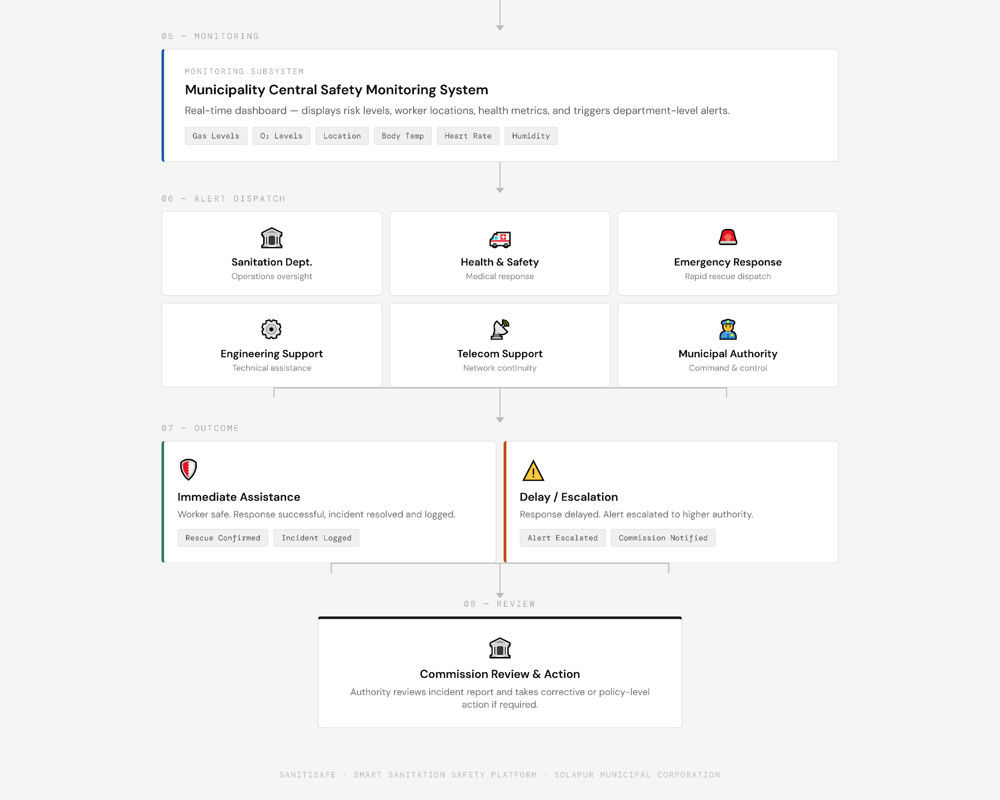 05 — MONITORING
MONITORING SUBSYSTEM
Municipality Central Safety Monitoring System
Real-time dashboard — displays risk levels, worker locations, health metrics, and triggers department-level alerts.
Gas Levels O₂ Levels Location Body Temp Heart Rate Humidity
06 — ALERT DISPATCH
Sanitation Dept.
Operations oversight
Health & Safety
Medical response
Emergency Response
Rapid rescue dispatch
Engineering Support
Technical assistance
Telecom Support
Network continuity
Municipal Authority
Command & control
07 — OUTCOME
Immediate Assistance
Worker safe. Response successful, incident resolved and logged.
Rescue Confirmed Incident Logged
Delay / Escalation
Response delayed. Alert escalated to higher authority.
Alert Escalated Commission Notified
08 — REVIEW
Commission Review & Action
Authority reviews incident report and takes corrective or policy-level
action if required.
SANITISAFE · SMART SANITATION SAFETY PLATFORM · SOLAPUR MUNICIPAL CORPORATION